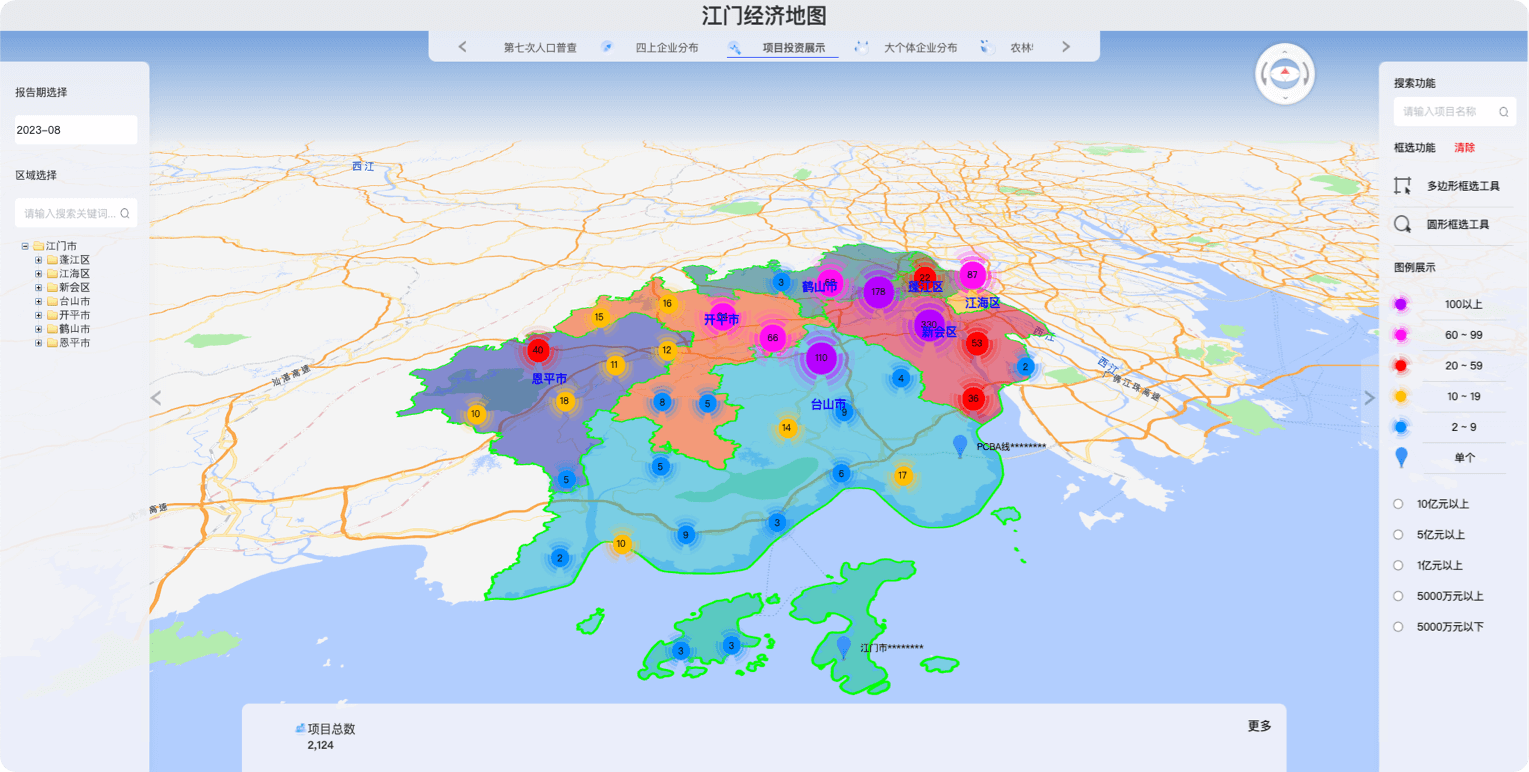 江门经济地图
第七次人口普查
四上企业分布
项目投资展示
大个体企业分布
农林
报告期选择
2023-08
区域选择
请输入搜索关键词...
江门市
蓬江区
江海区
新会区
台山市
开平市
鹤山市
恩平市
搜索功能
请输入项目名称
框选功能 清除
多边形框选工具
圆形框选工具
图例展示
100以上
60 ~ 99
20 ~ 59
10 ~ 19
2 ~ 9
单个
10亿元以上
5亿元以上
1亿元以上
5000万元以上
5000万元以下
西江
3
鹤山市
178
22
蓬江区
87
江海区
16
15
开平市
330
新会区
西江
40
12
66
110
53
11
恩平市
4
2
西江
广佛江珠高速
汕湛高速
10
18
8
5
台山市
9
36
14
PCBA线********
5
5
6
17
高速
3
9
10
2
3
3
江门市********
项目总数
2,124
更多